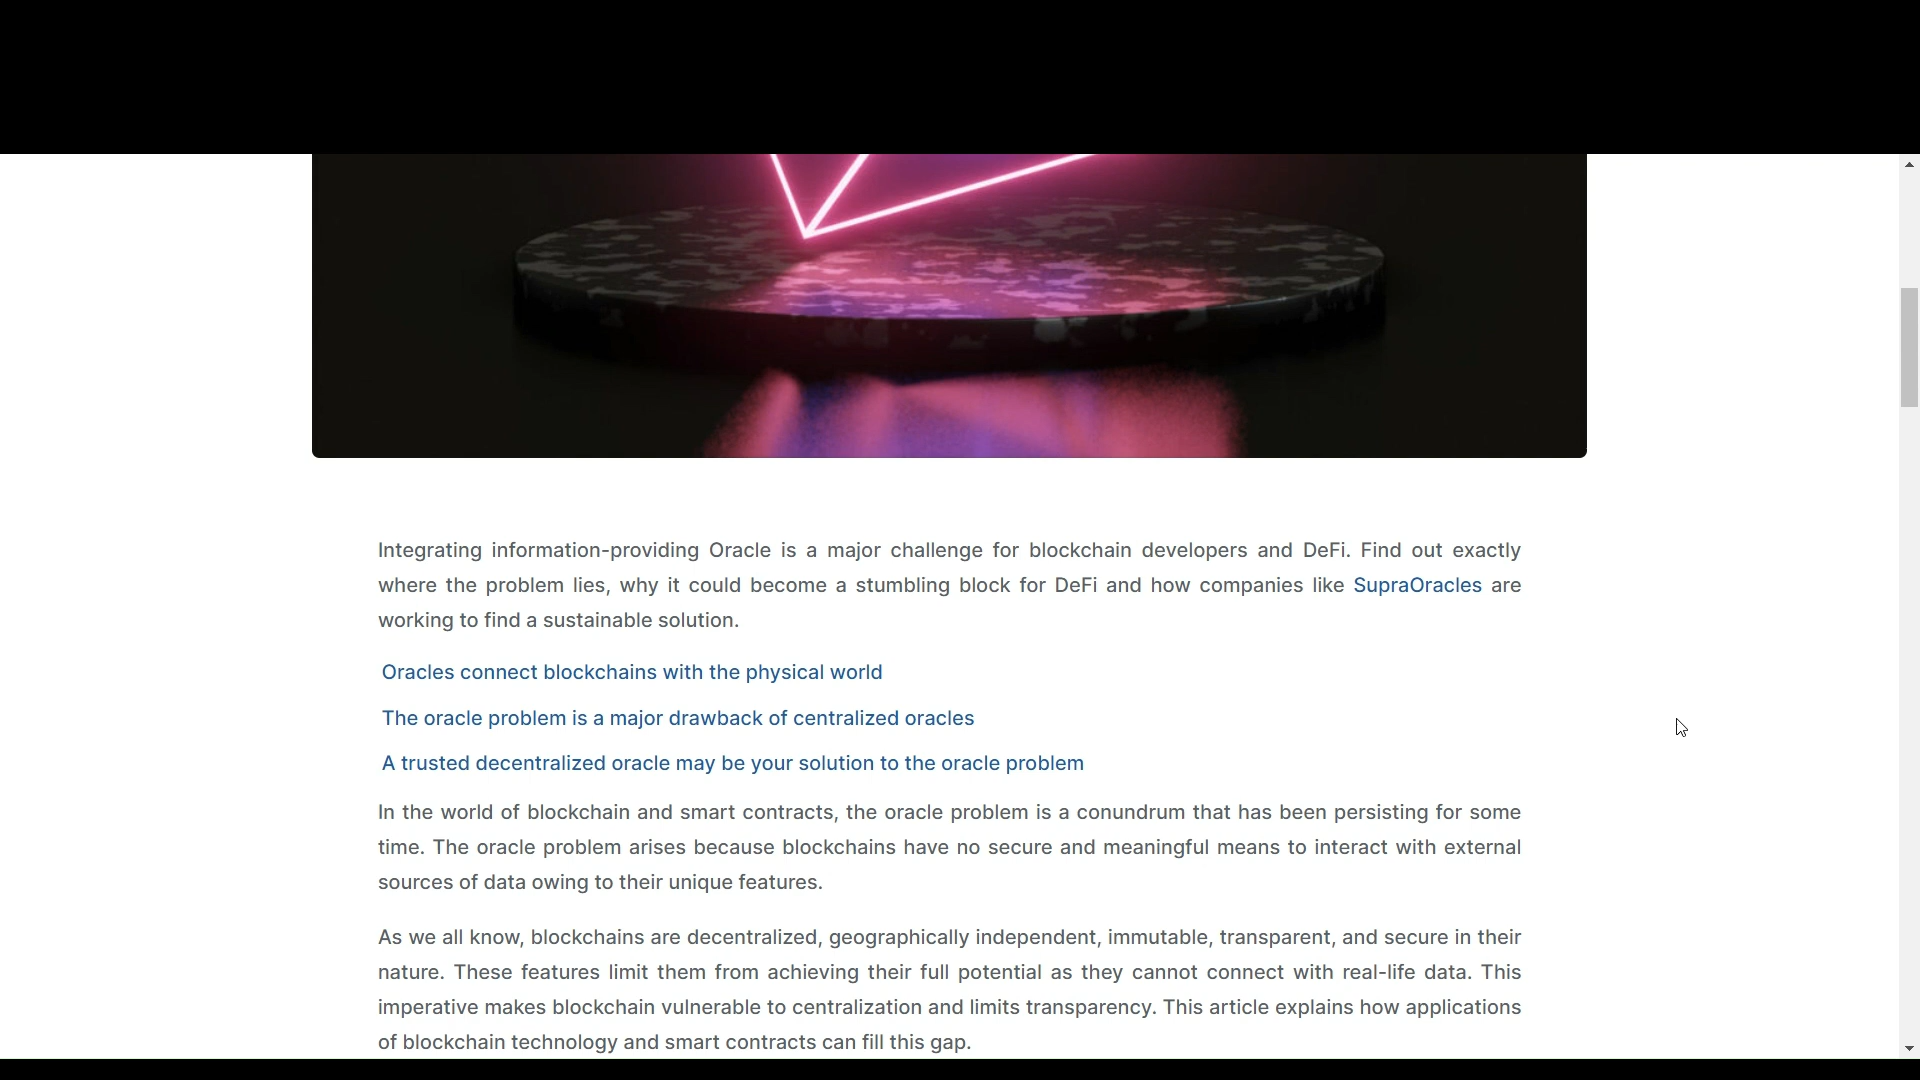 Integrating information-providing Oracle is a major challenge for blockchain developers and DeFi. Find out exactly
where the problem lies, why it could become a stumbling block for DeFi and how companies like SupraOracles are
working to find a sustainable solution.
Oracles connect blockchains with the physical world
The oracle problem is a major drawback of centralized oracles
A trusted decentralized oracle may be your solution to the oracle problem
In the world of blockchain and smart contracts, the oracle problem is a conundrum that has been persisting for some
time. The oracle problem arises because blockchains have no secure and meaningful means to interact with external
sources of data owing to their unique features.
As we all know, blockchains are decentralized, geographically independent, immutable, transparent, and secure in their
nature. These features limit them from achieving their full potential as they cannot connect with real-life data. This
imperative makes blockchain vulnerable to centralization and limits transparency. This article explains how applications
of blockchain technology and smart contracts can fill this gap.